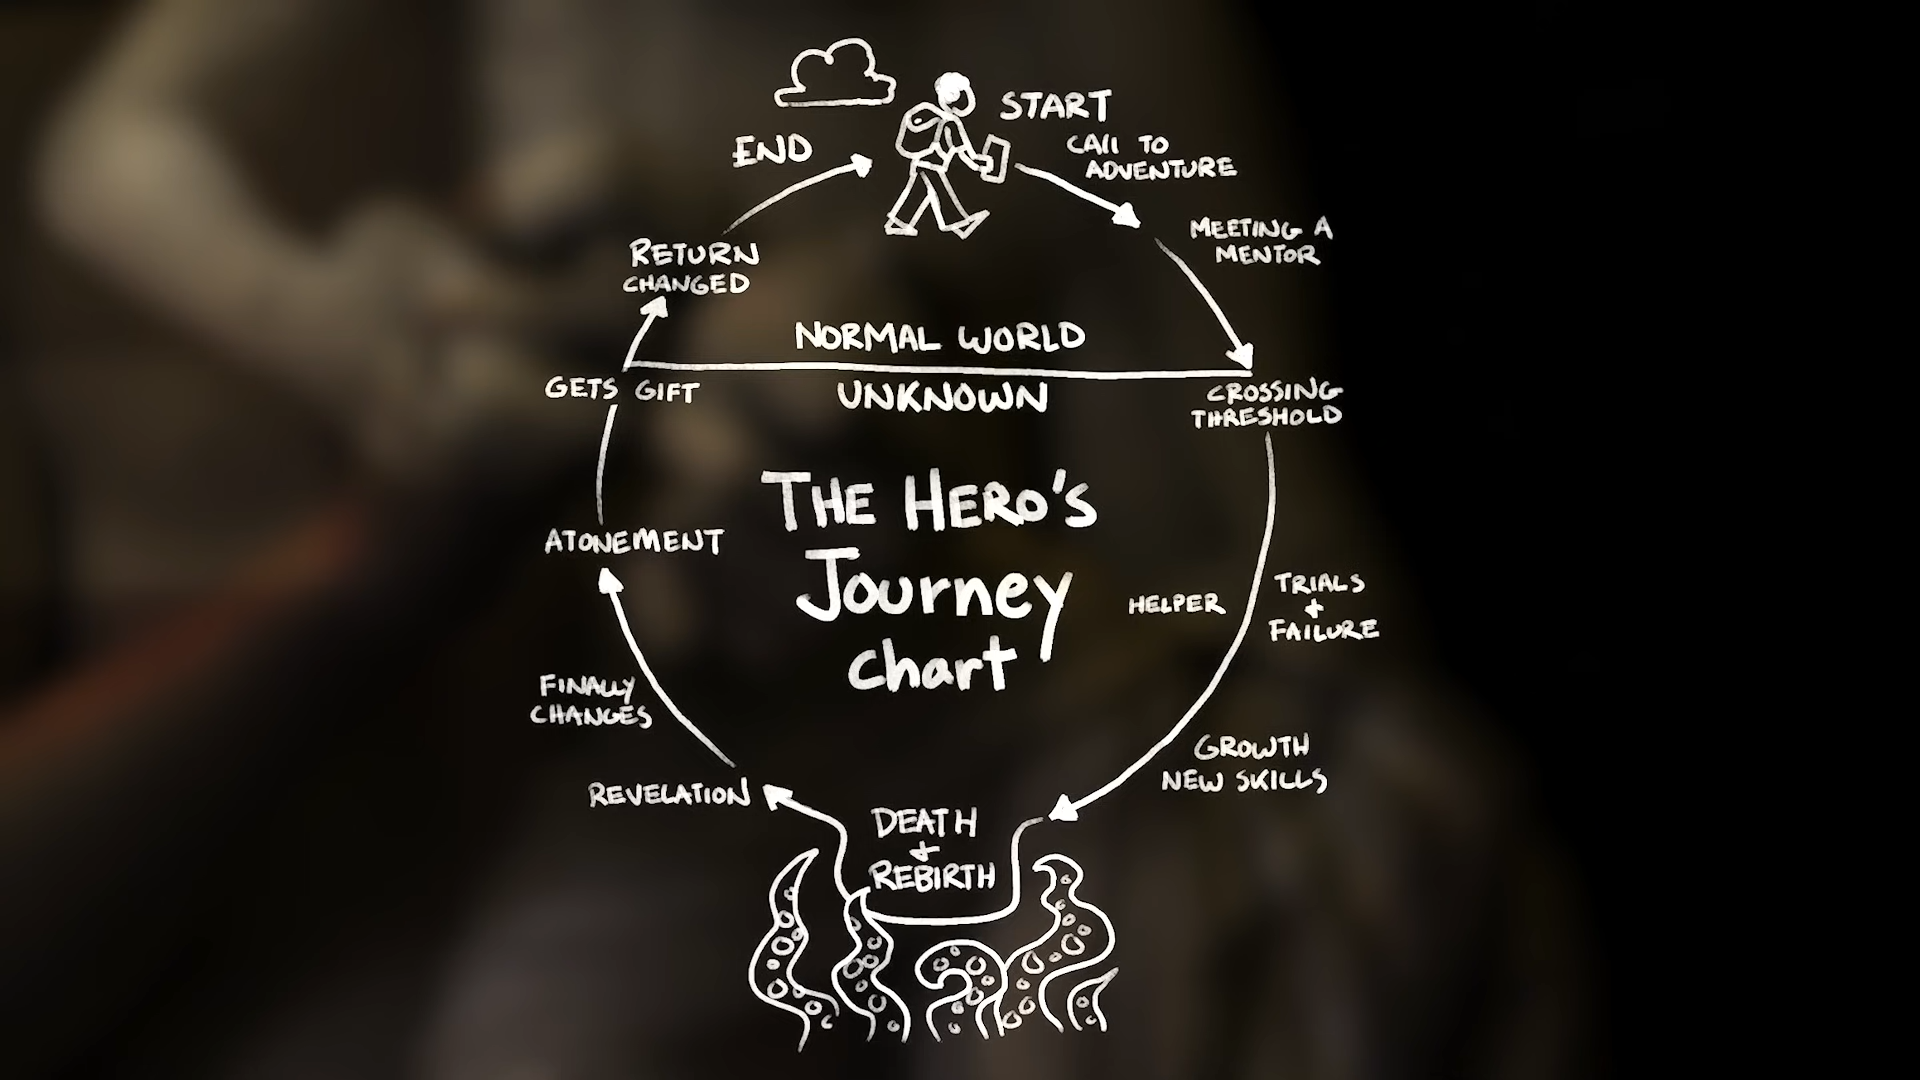 START
CALL TO
ADVENTURE
MEETING A
MENTOR
CROSSING
THRESHOLD
TRIALS
+
FAILURE
HELPER
GROWTH
NEW SKILLS
DEATH
+
REBIRTH
REVELATION
FINALLY
CHANGES
ATONEMENT
GETS GIFT
RETURN
CHANGED
END
NORMAL WORLD
UNKNOWN
THE HERO'S
Journey
chart